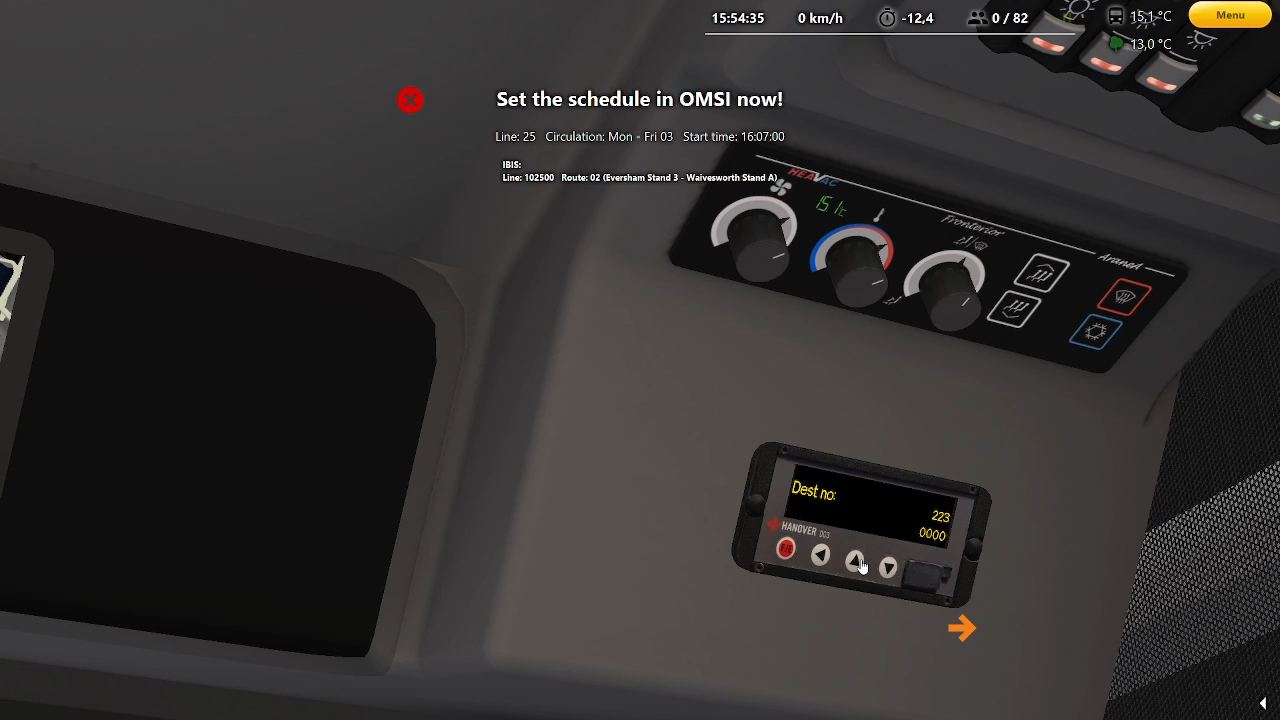 15:54:35 0 km/h -12,4 0 / 82 15,1 °C Menu
13,0 °C
Set the schedule in OMSI now!
Line: 25 Circulation: Mon - Fri 03 Start time: 16:07:00
IBIS:
Line: 102500 Route: 02 (Eversham Stand 3 - Waivesworth Stand A)
HEAVAC
15.1c
Fronterior
Araned
Dest no:
223
0000
HANOVER DC3
F/E